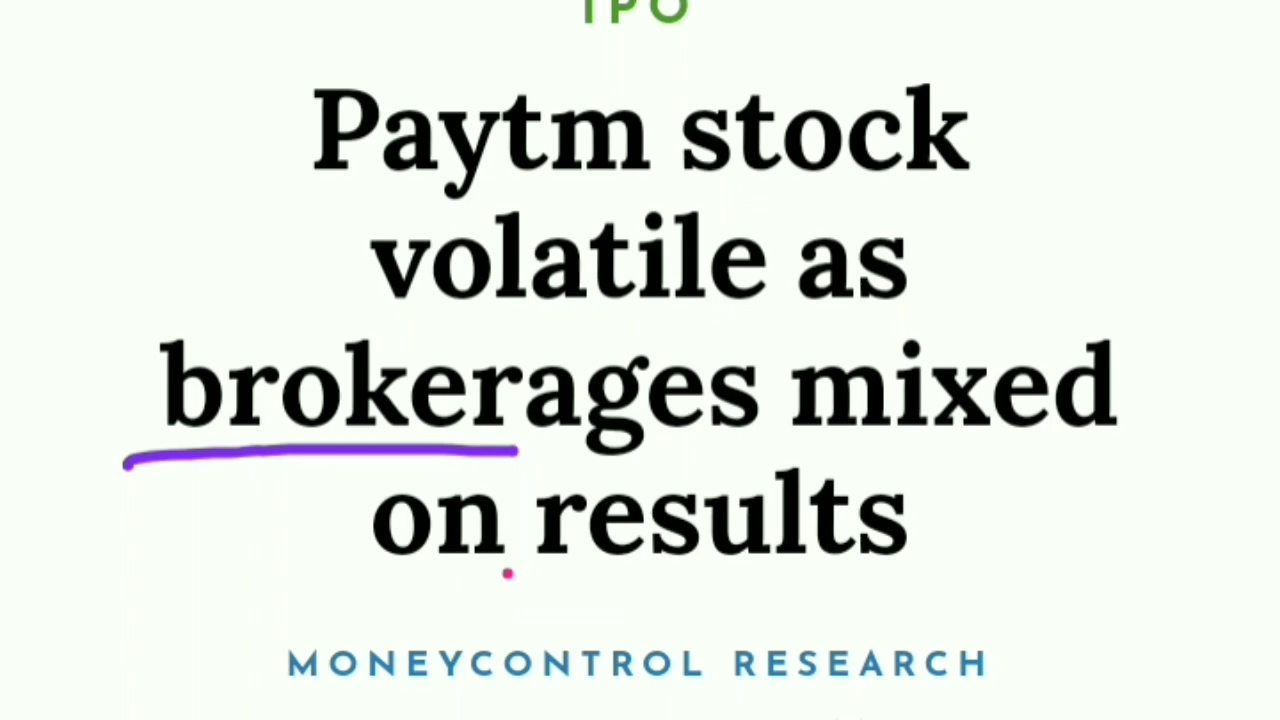 IPO
Paytm stock
volatile as
brokerages mixed
on results
MONEYCONTROL RESEARCH